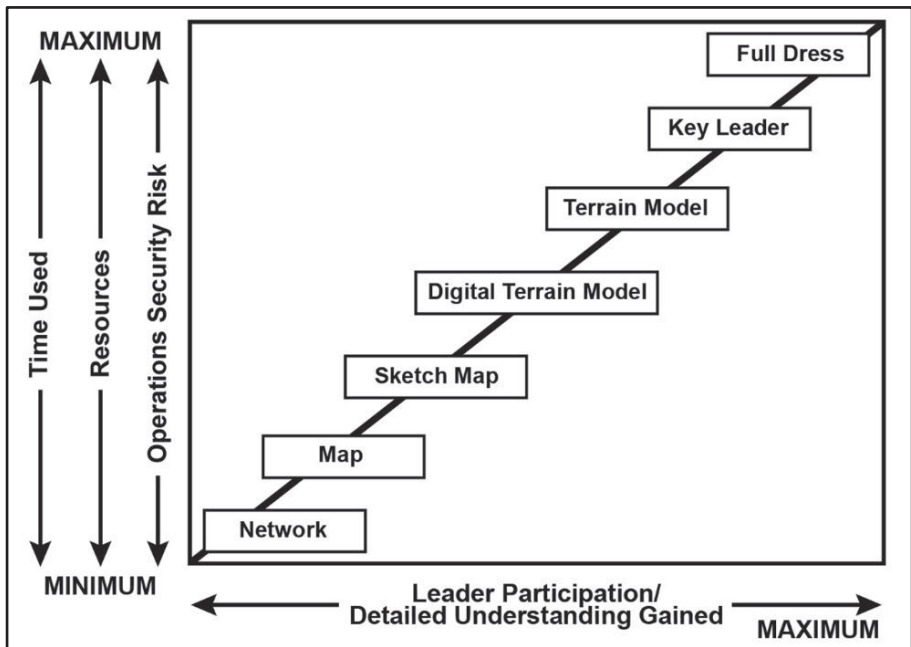 MAXIMUM
Time Used
Resources
Operations Security Risk
MINIMUM
Full Dress
Key Leader
Terrain Model
Digital Terrain Model
Sketch Map
Map
Network
Leader Participation/
Detailed Understanding Gained
MAXIMUM